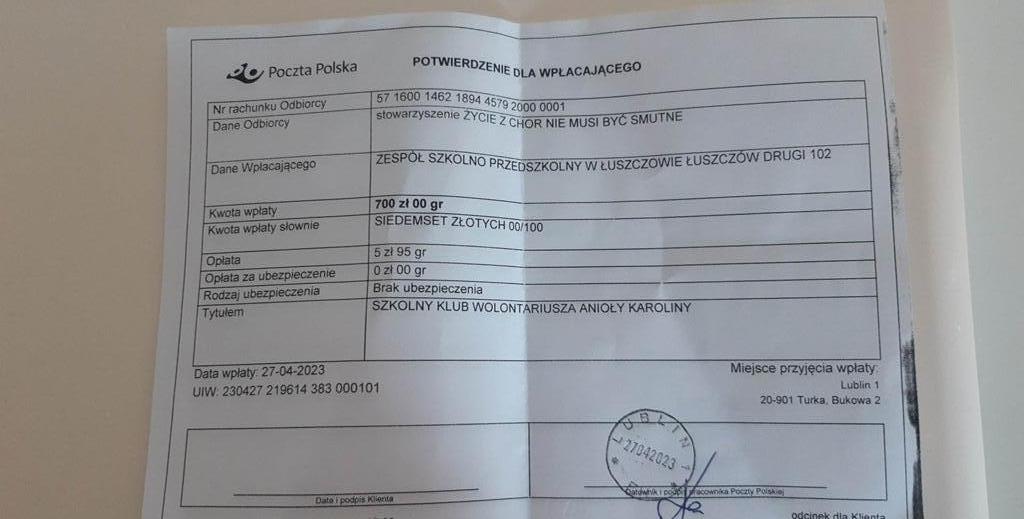 Poczta Polska
POTWIERDZENIE DLA WPŁACAJĄCEGO
Nr rachunku Odbiorcy 57 1600 1462 1894 4579 2000 0001
Dane Odbiorcy stowarzyszenie ŻYCIE Z CHOR NIE MUSI BYĆ SMUTNE
Dane Wpłacającego ZESPÓŁ SZKOLNO PRZEDSZKOLNY W ŁUSZCZOWIE ŁUSZCZÓW DRUGI 102
Kwota wpłaty 700 zł 00 gr
Kwota wpłaty słownie SIEDEMSET ZŁOTYCH 00/100
Opłata 5 zł 95 gr
Opłata za ubezpieczenie 0 zł 00 gr
Rodzaj ubezpieczenia Brak ubezpieczenia
Tytułem SZKOLNY KLUB WOLONTARIUSZA ANIOŁY KAROLINY
Data wpłaty: 27-04-2023
Miejsce przyjęcia wpłaty:
UIW: 230427 219614 383 000101
Lublin 1
20-901 Turka, Bukowa 2
LUBLIN 1
27042023
Data i podpis Klienta
Datownik i podpis pracownika Poczty Polskiej
odcinek dla Klienta